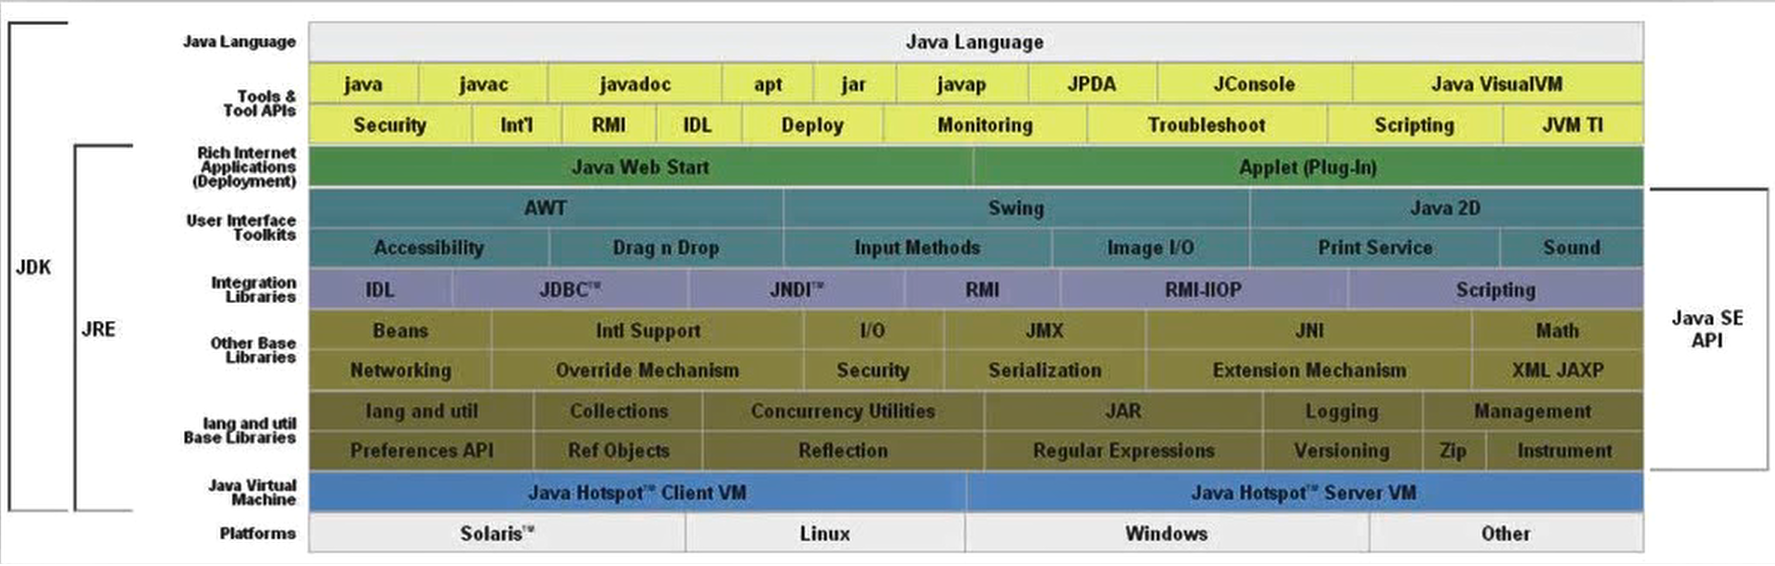 Java Language Java Language
Tools & Tool APIs java javac javadoc apt jar javap JPDA JConsole Java VisualVM
Security Int'l RMI IDL Deploy Monitoring Troubleshoot Scripting JVM TI
Rich Internet Applications (Deployment) Java Web Start Applet (Plug-In)
User Interface Toolkits AWT Swing Java 2D
Accessibility Drag n Drop Input Methods Image I/O Print Service Sound
JDK
Integration Libraries IDL JDBC™ JNDI™ RMI RMI-IIOP Scripting
JRE
Other Base Libraries Beans Intl Support I/O JMX JNI Math
Java SE API
Networking Override Mechanism Security Serialization Extension Mechanism XML JAXP
lang and util Base Libraries lang and util Collections Concurrency Utilities JAR Logging Management
Preferences API Ref Objects Reflection Regular Expressions Versioning Zip Instrument
Java Virtual Machine Java Hotspot™ Client VM Java Hotspot™ Server VM
Platforms Solaris™ Linux Windows Other